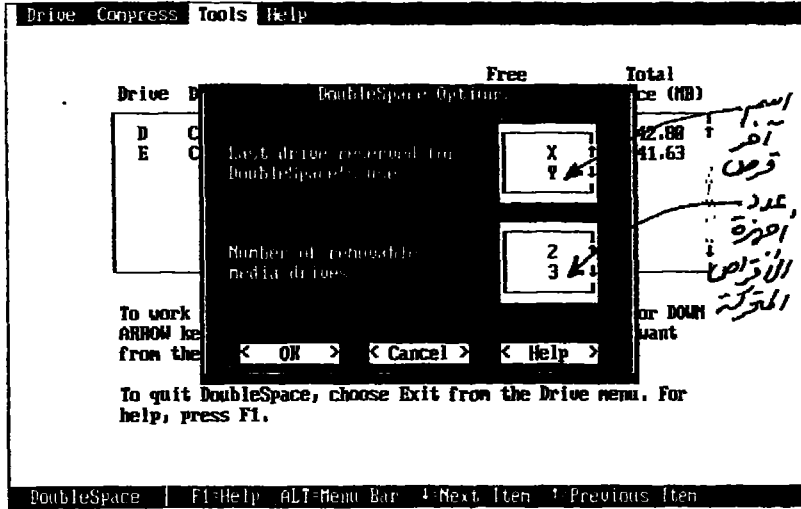 Drive Compress Tools Help
Free Total
Drive D ce (MB)
D C 42.88
E C 41.63
DoubleSpace Options
Last drive reserved for
DoubleSpace's use
X
Y
Number of removable
media drives
2
3
اسم
آخر
قرص
عدد
أجهزة
الأقراص
المتحركة
To work or DOWN
ARROW ke want
from the
< OK > < Cancel > < Help >
To quit DoubleSpace, choose Exit from the Drive menu. For
help, press F1.
DoubleSpace | F1=Help ALT=Menu Bar ↓=Next Item ↑=Previous Item